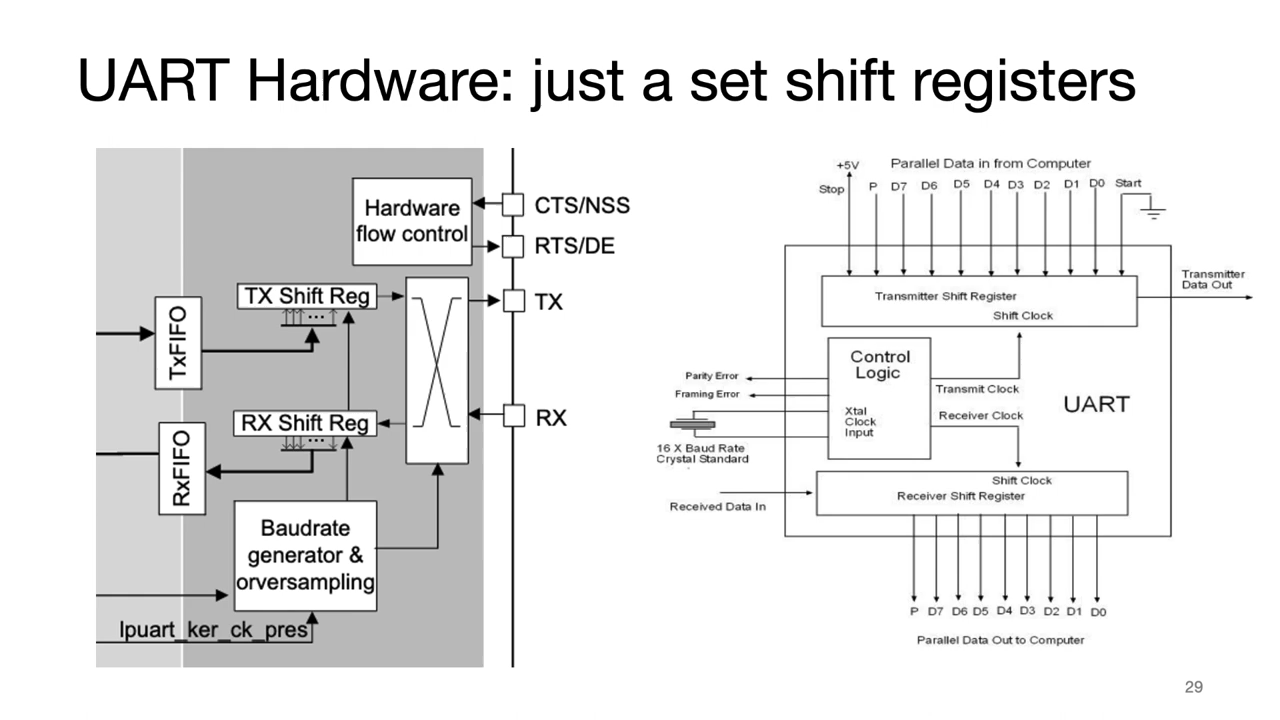 UART Hardware: just a set shift registers
Hardware
flow control
CTS/NSS
RTS/DE
TX Shift Reg
...
TX
TxFIFO
RX Shift Reg
...
RX
RxFIFO
Baudrate
generator &
orversampling
lpuart_ker_ck_pres
+5V
Parallel Data in from Computer
Stop P D7 D6 D5 D4 D3 D2 D1 D0 Start
Transmitter
Data Out
Transmitter Shift Register
Shift Clock
Control
Logic
Parity Error
Framing Error
Transmit Clock
UART
Receiver Clock
Xtal
Clock
Input
16 X Baud Rate
Crystal Standard
Shift Clock
Receiver Shift Register
Received Data In
P D7 D6 D5 D4 D3 D2 D1 D0
Parallel Data Out to Computer
29